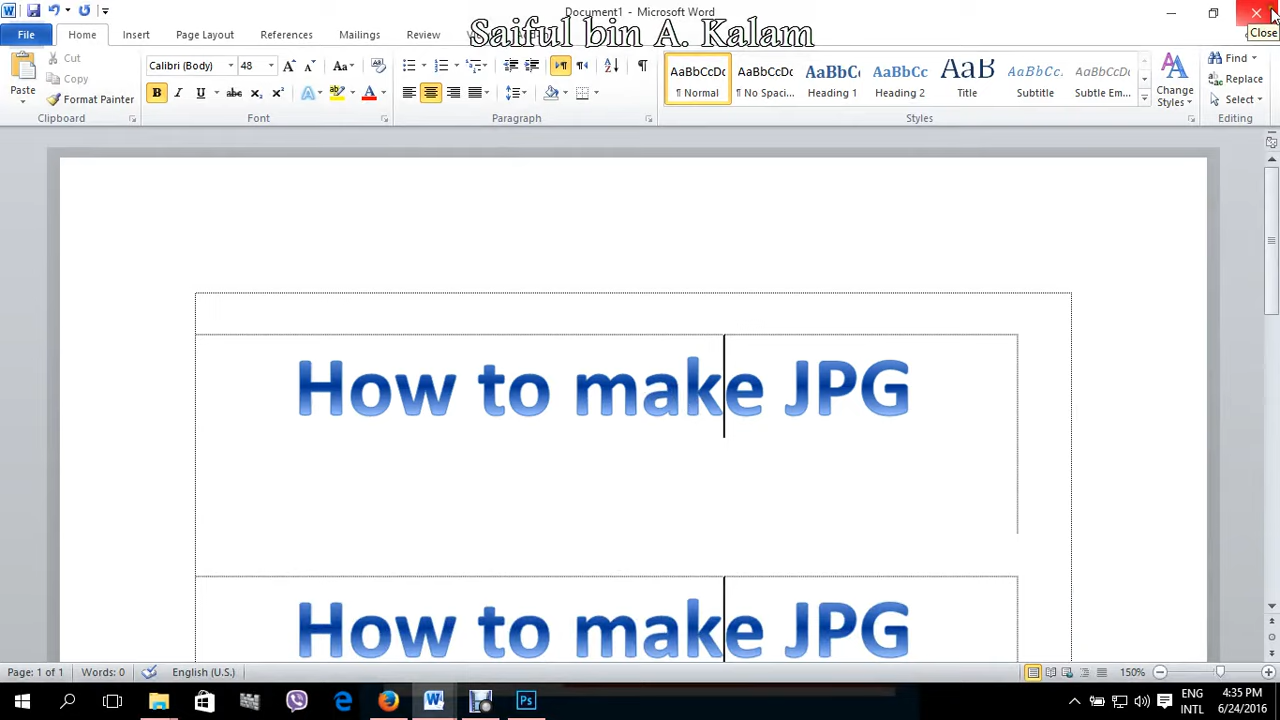 Document1 - Microsoft Word
Saiful bin A. Kalam
Close
File Home Insert Page Layout References Mailings Review
Paste
Cut
Copy
Format Painter
Calibri (Body) 48
AaBbCcDc AaBbCcDc AaBbC AaBbCc AaB AaBbCc. AaBbCcDc
¶ Normal ¶ No Spaci... Heading 1 Heading 2 Title Subtitle Subtle Em...
Change Styles
Find
Replace
Select
Clipboard Font Paragraph Styles Editing
How to make JPG
How to make JPG
Page: 1 of 1 Words: 0 English (U.S.) 150%
ENG 4:35 PM
INTL 6/24/2016